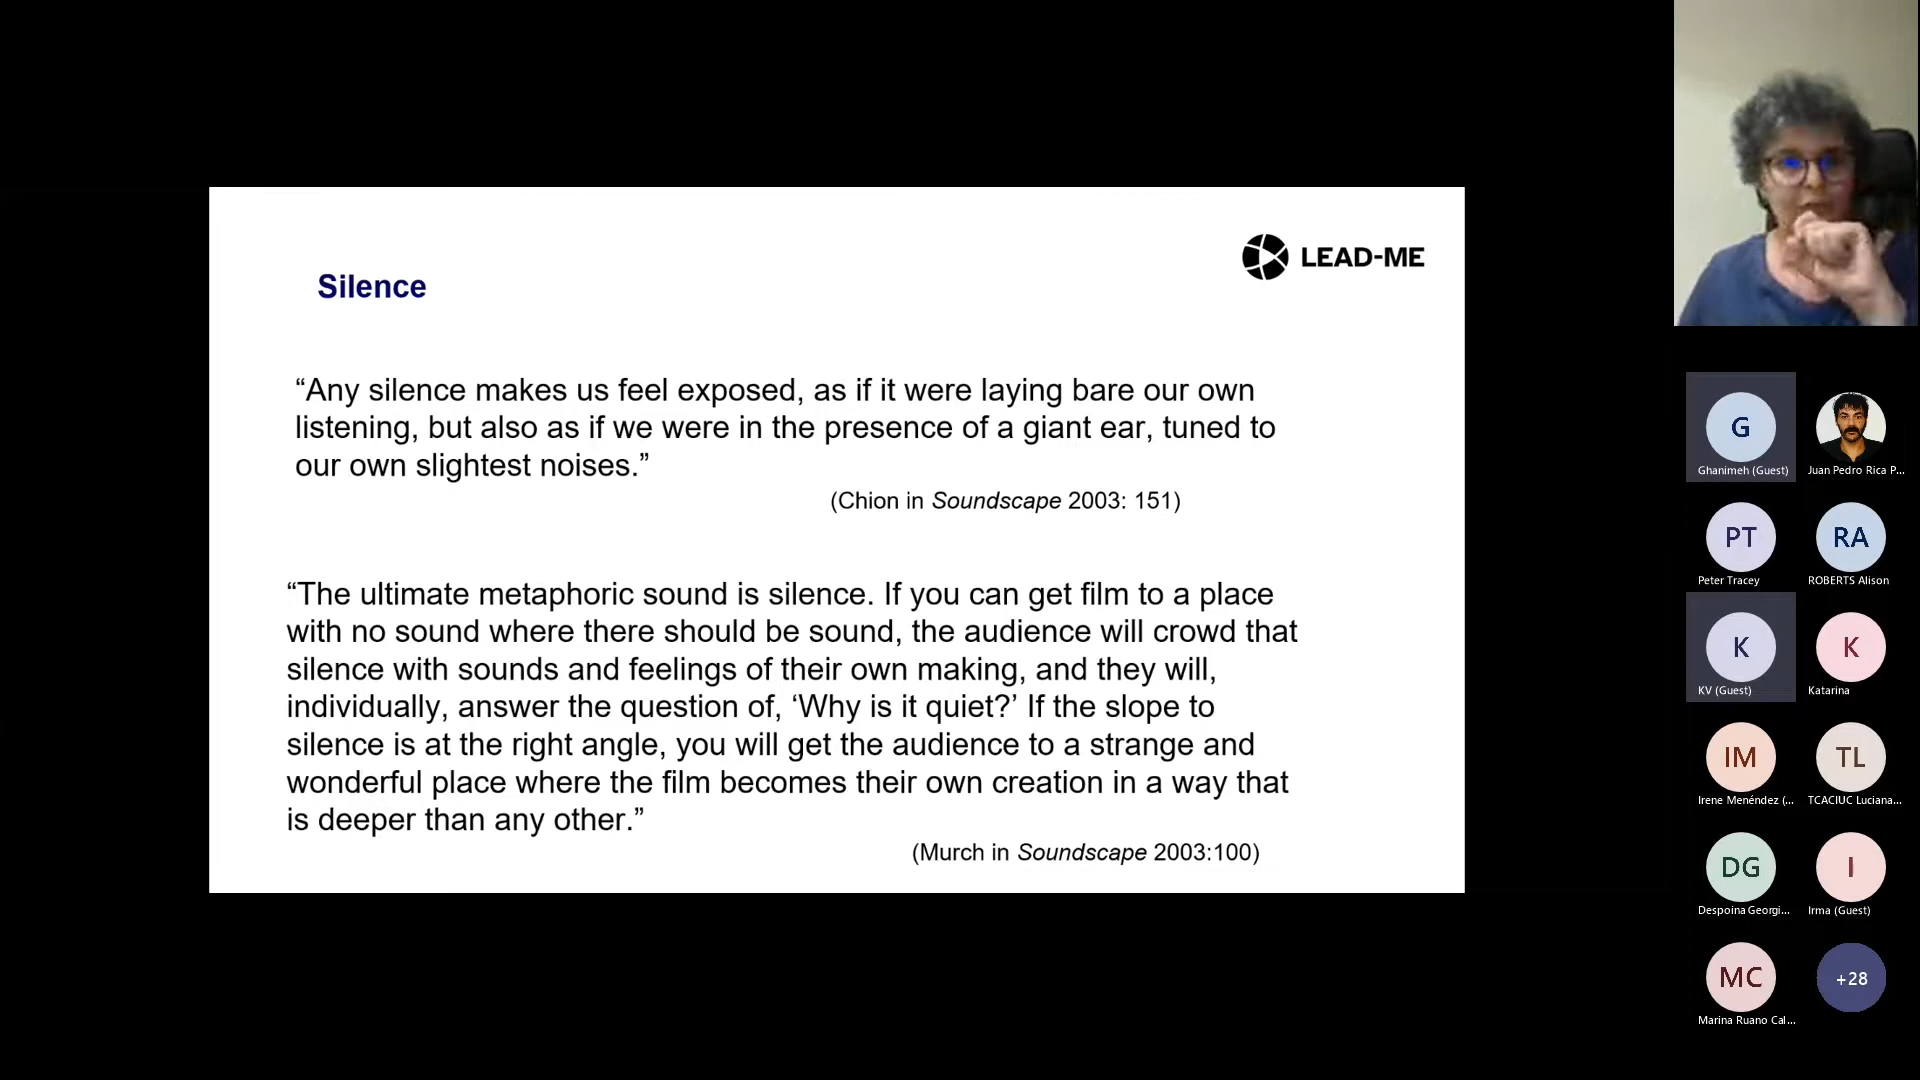 Silence
LEAD-ME
“Any silence makes us feel exposed, as if it were laying bare our own
listening, but also as if we were in the presence of a giant ear, tuned to
our own slightest noises.”
(Chion in Soundscape 2003: 151)
“The ultimate metaphoric sound is silence. If you can get film to a place
with no sound where there should be sound, the audience will crowd that
silence with sounds and feelings of their own making, and they will,
individually, answer the question of, ‘Why is it quiet?’ If the slope to
silence is at the right angle, you will get the audience to a strange and
wonderful place where the film becomes their own creation in a way that
is deeper than any other.”
(Murch in Soundscape 2003:100)
G
Ghanimeh (Guest)
Juan Pedro Rica P...
PT
Peter Tracey
RA
ROBERTS Alison
K
KV (Guest)
K
Katarina
IM
Irene Menéndez (...
TL
TCACIUC Luciana...
DG
Despoina Georgi...
I
Irma (Guest)
MC
Marina Ruano Cal...
+28